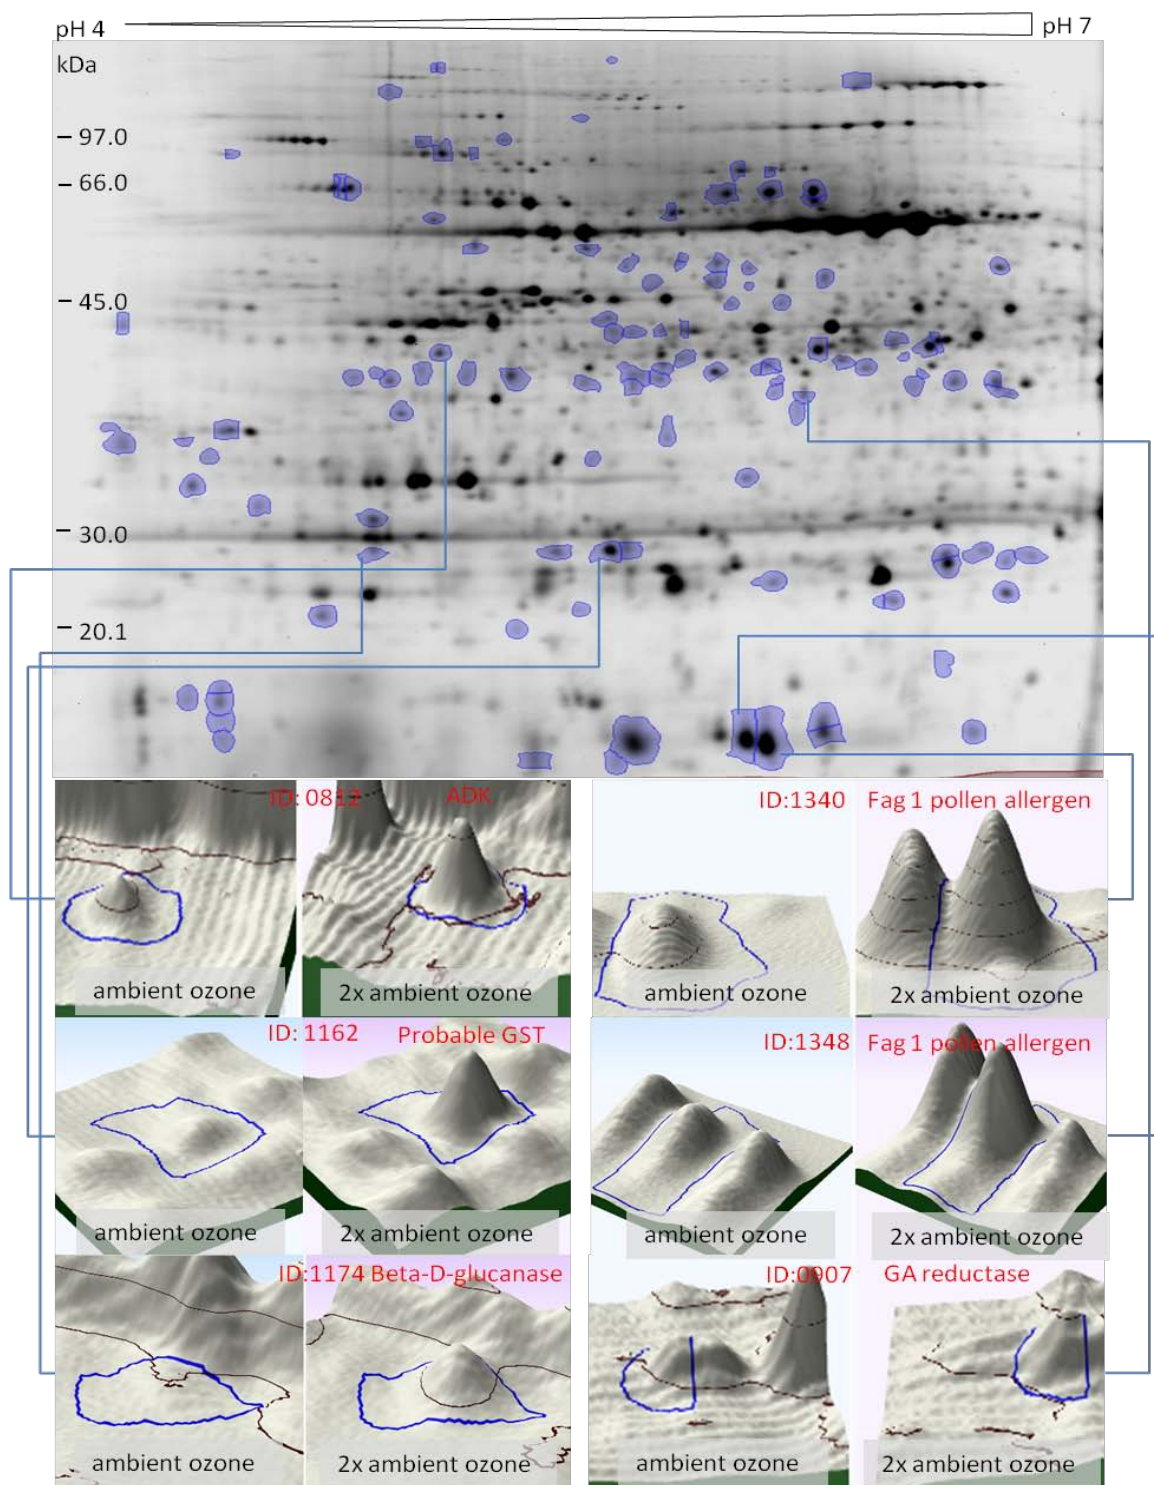 pH 4 pH 7
kDa
– 97.0
– 66.0
– 45.0
– 30.0
– 20.1
ID: 0812 ADK
ambient ozone 2x ambient ozone
ID:1340 Fag 1 pollen allergen
ambient ozone 2x ambient ozone
ID: 1162 Probable GST
ambient ozone 2x ambient ozone
ID:1348 Fag 1 pollen allergen
ambient ozone 2x ambient ozone
ID:1174 Beta-D-glucanase
ambient ozone 2x ambient ozone
ID:0907 GA reductase
ambient ozone 2x ambient ozone